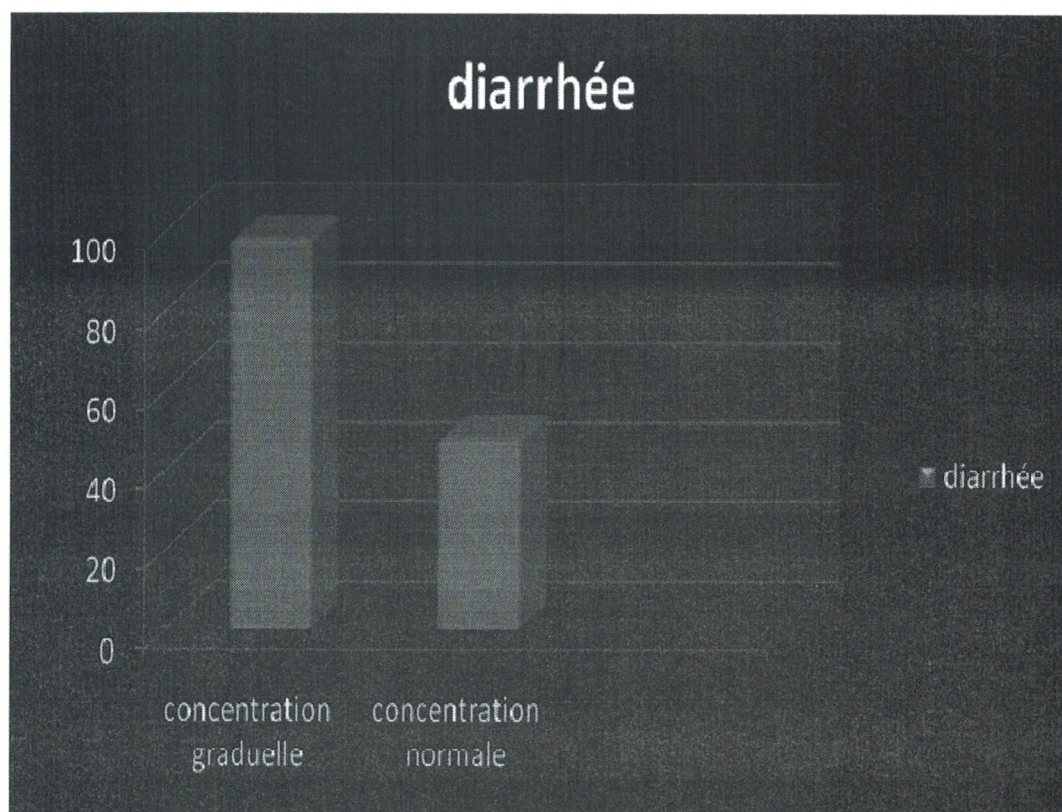 diarrhée
100
80
60
40
20
0
concentration
graduelle
concentration
normale
diarrhée